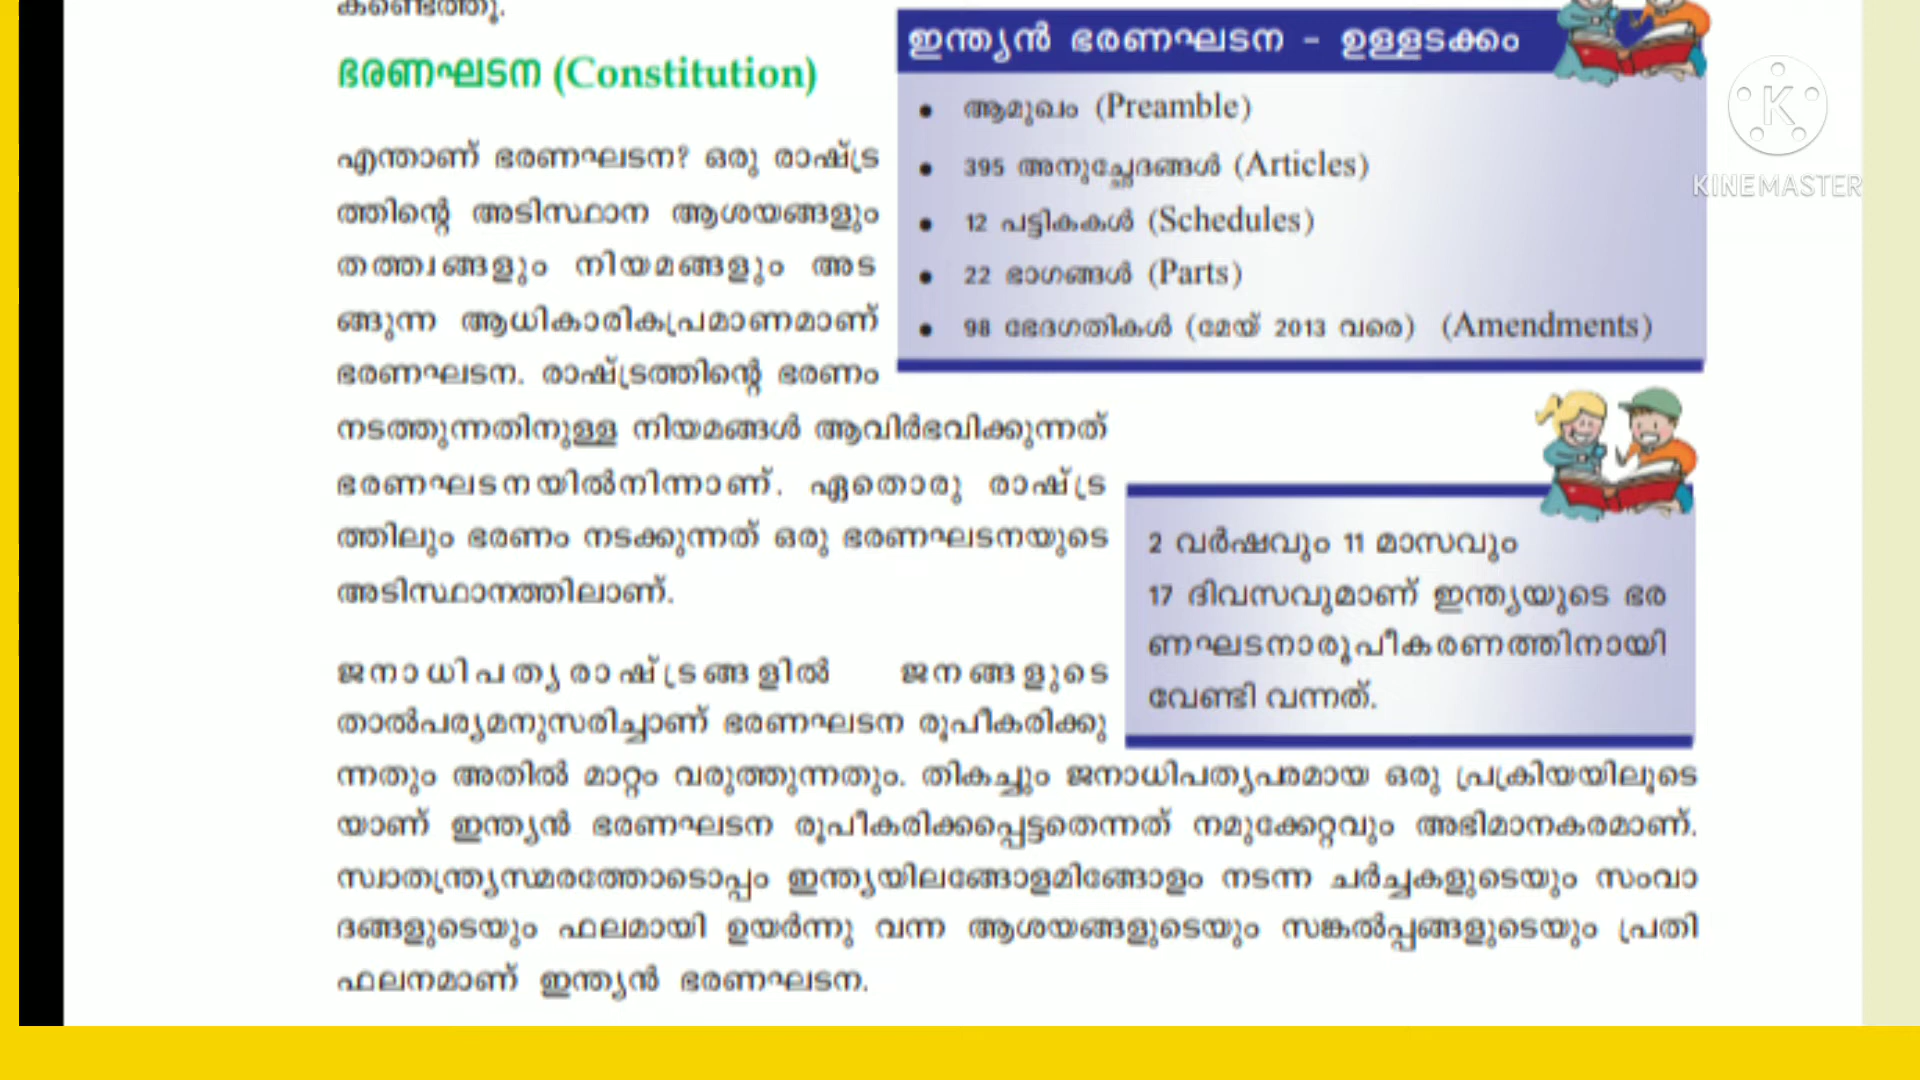 കണ്ടെത്തൂ.
ഭരണഘടന (Constitution)
എന്താണ് ഭരണഘടന? ഒരു രാഷ്ട്ര
ത്തിന്റെ അടിസ്ഥാന ആശയങ്ങളും
തത്ത്വങ്ങളും നിയമങ്ങളും അട
ങ്ങുന്ന ആധികാരികപ്രമാണമാണ്
ഭരണഘടന. രാഷ്ട്രത്തിന്റെ ഭരണം
നടത്തുന്നതിനുള്ള നിയമങ്ങൾ ആവിർഭവിക്കുന്നത്
ഭരണഘടനയിൽനിന്നാണ്. ഏതൊരു രാഷ്ട്ര
ത്തിലും ഭരണം നടക്കുന്നത് ഒരു ഭരണഘടനയുടെ
അടിസ്ഥാനത്തിലാണ്.
ഇന്ത്യൻ ഭരണഘടന - ഉള്ളടക്കം
• ആമുഖം (Preamble)
• 395 അനുച്ഛേദങ്ങൾ (Articles)
• 12 പട്ടികകൾ (Schedules)
• 22 ഭാഗങ്ങൾ (Parts)
• 98 ഭേദഗതികൾ (മേയ് 2013 വരെ) (Amendments)
K
KINEMASTER
2 വർഷവും 11 മാസവും
17 ദിവസവുമാണ് ഇന്ത്യയുടെ ഭര
ണഘടനാരൂപീകരണത്തിനായി
വേണ്ടി വന്നത്.
ജനാധിപത്യരാഷ്ട്രങ്ങളിൽ ജനങ്ങളുടെ
താൽപര്യമനുസരിച്ചാണ് ഭരണഘടന രൂപീകരിക്കു
ന്നതും അതിൽ മാറ്റം വരുത്തുന്നതും. തികച്ചും ജനാധിപത്യപരമായ ഒരു പ്രക്രിയയിലൂടെ
യാണ് ഇന്ത്യൻ ഭരണഘടന രൂപീകരിക്കപ്പെട്ടതെന്നത് നമുക്കേറ്റവും അഭിമാനകരമാണ്.
സ്വാതന്ത്ര്യസമരത്തോടൊപ്പം ഇന്ത്യയിലങ്ങോളമിങ്ങോളം നടന്ന ചർച്ചകളുടെയും സംവാ
ദങ്ങളുടെയും ഫലമായി ഉയർന്നു വന്ന ആശയങ്ങളുടെയും സങ്കൽപ്പങ്ങളുടെയും പ്രതി
ഫലനമാണ് ഇന്ത്യൻ ഭരണഘടന.